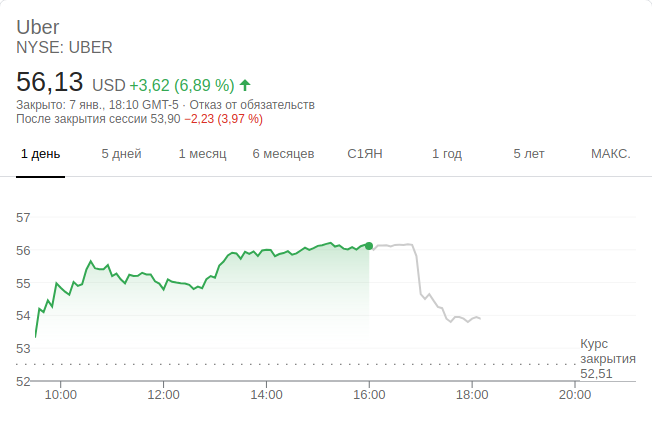 Uber
NYSE: UBER
56,13 USD +3,62 (6,89 %)
Закрыто: 7 янв., 18:10 GMT-5 · Отказ от обязательств
После закрытия сессии 53,90 −2,23 (3,97 %)
1 день 5 дней 1 месяц 6 месяцев С1ЯН 1 год 5 лет МАКС.
57
56
55
54
53
Курс
закрытия
52,51
52
10:00 12:00 14:00 16:00 18:00 20:00